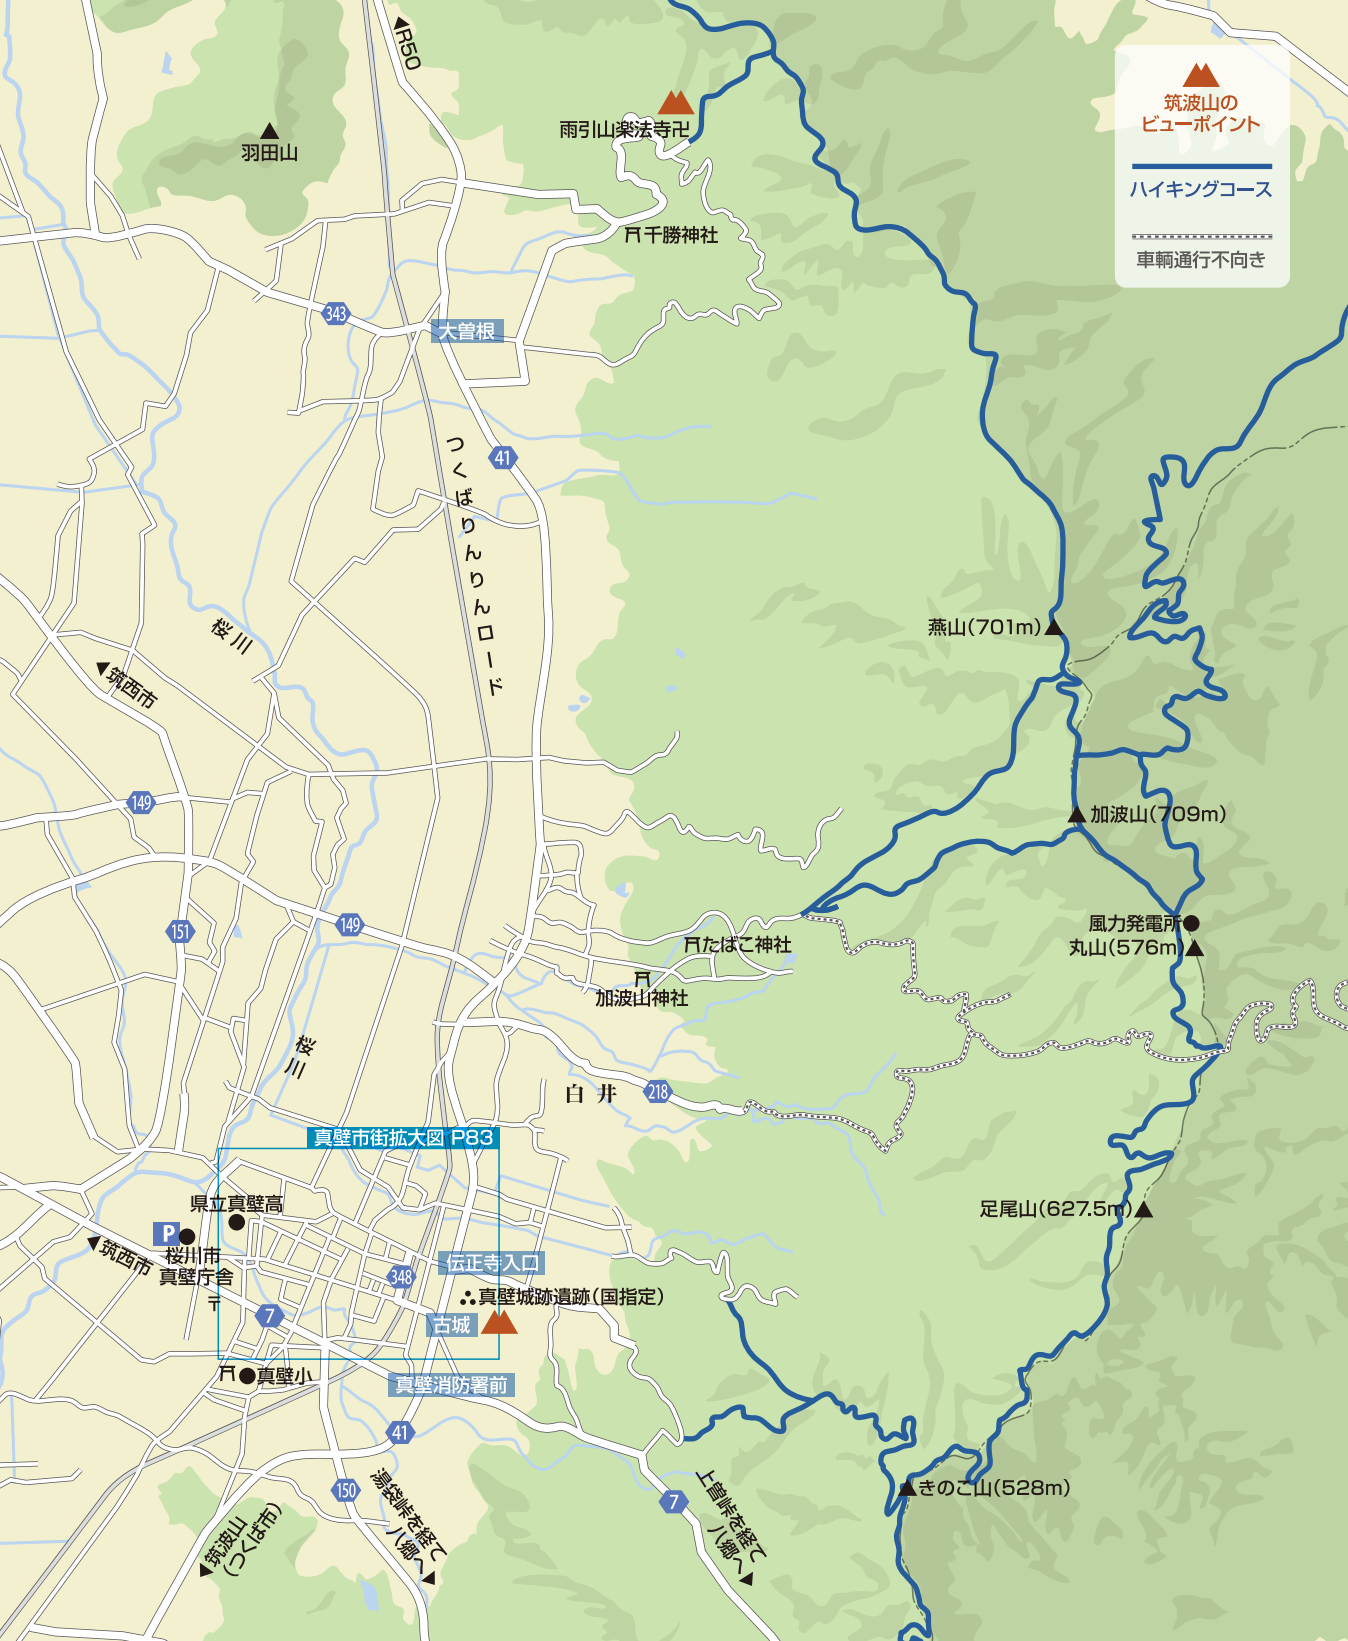 R50
筑波山の
ビューポイント
ハイキングコース
車輌通行不向き
雨引山楽法寺卍
羽田山
千勝神社
343
大曽根
41
つくばりんりんロード
桜川
筑西市
燕山(701m)
149
加波山(709m)
151
149
風力発電所
丸山(576m)
たばこ神社
加波山神社
桜川
白井
218
真壁市街拡大図 P83
県立真壁高
足尾山(627.5m)
P
桜川市
真壁庁舎
筑西市
〒
伝正寺入口
348
真壁城跡遺跡(国指定)
7
古城
真壁小
真壁消防署前
41
150
湯袋峠を経て
八郷へ
上曽峠を経て
八郷へ
7
きのこ山(528m)
筑波山
(つくば市)